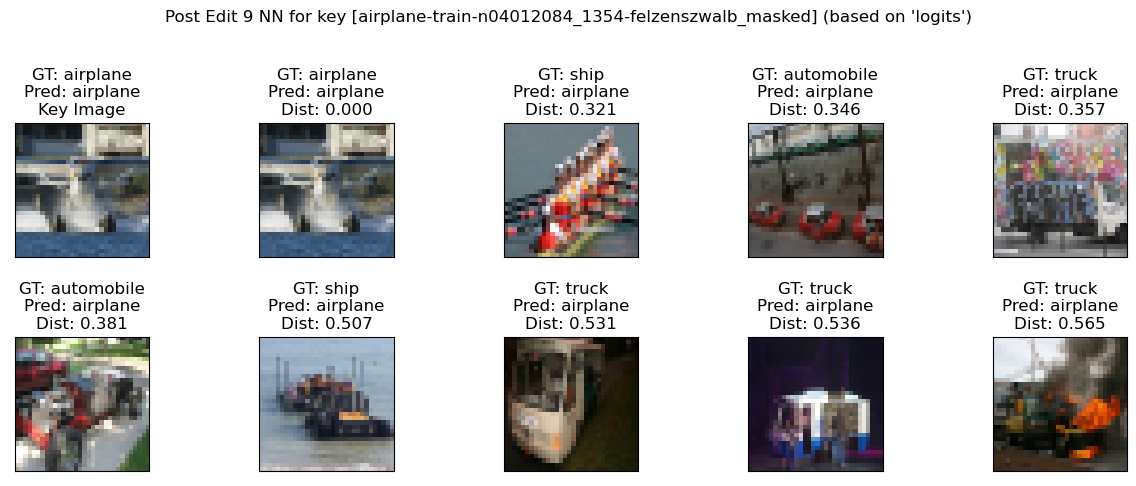 Post Edit 9 NN for key [airplane-train-n04012084_1354-felzenszwalb_masked] (based on 'logits')
GT: airplane
Pred: airplane
Key Image
GT: airplane
Pred: airplane
Dist: 0.000
GT: ship
Pred: airplane
Dist: 0.321
GT: automobile
Pred: airplane
Dist: 0.346
GT: truck
Pred: airplane
Dist: 0.357
GT: automobile
Pred: airplane
Dist: 0.381
GT: ship
Pred: airplane
Dist: 0.507
GT: truck
Pred: airplane
Dist: 0.531
GT: truck
Pred: airplane
Dist: 0.536
GT: truck
Pred: airplane
Dist: 0.565